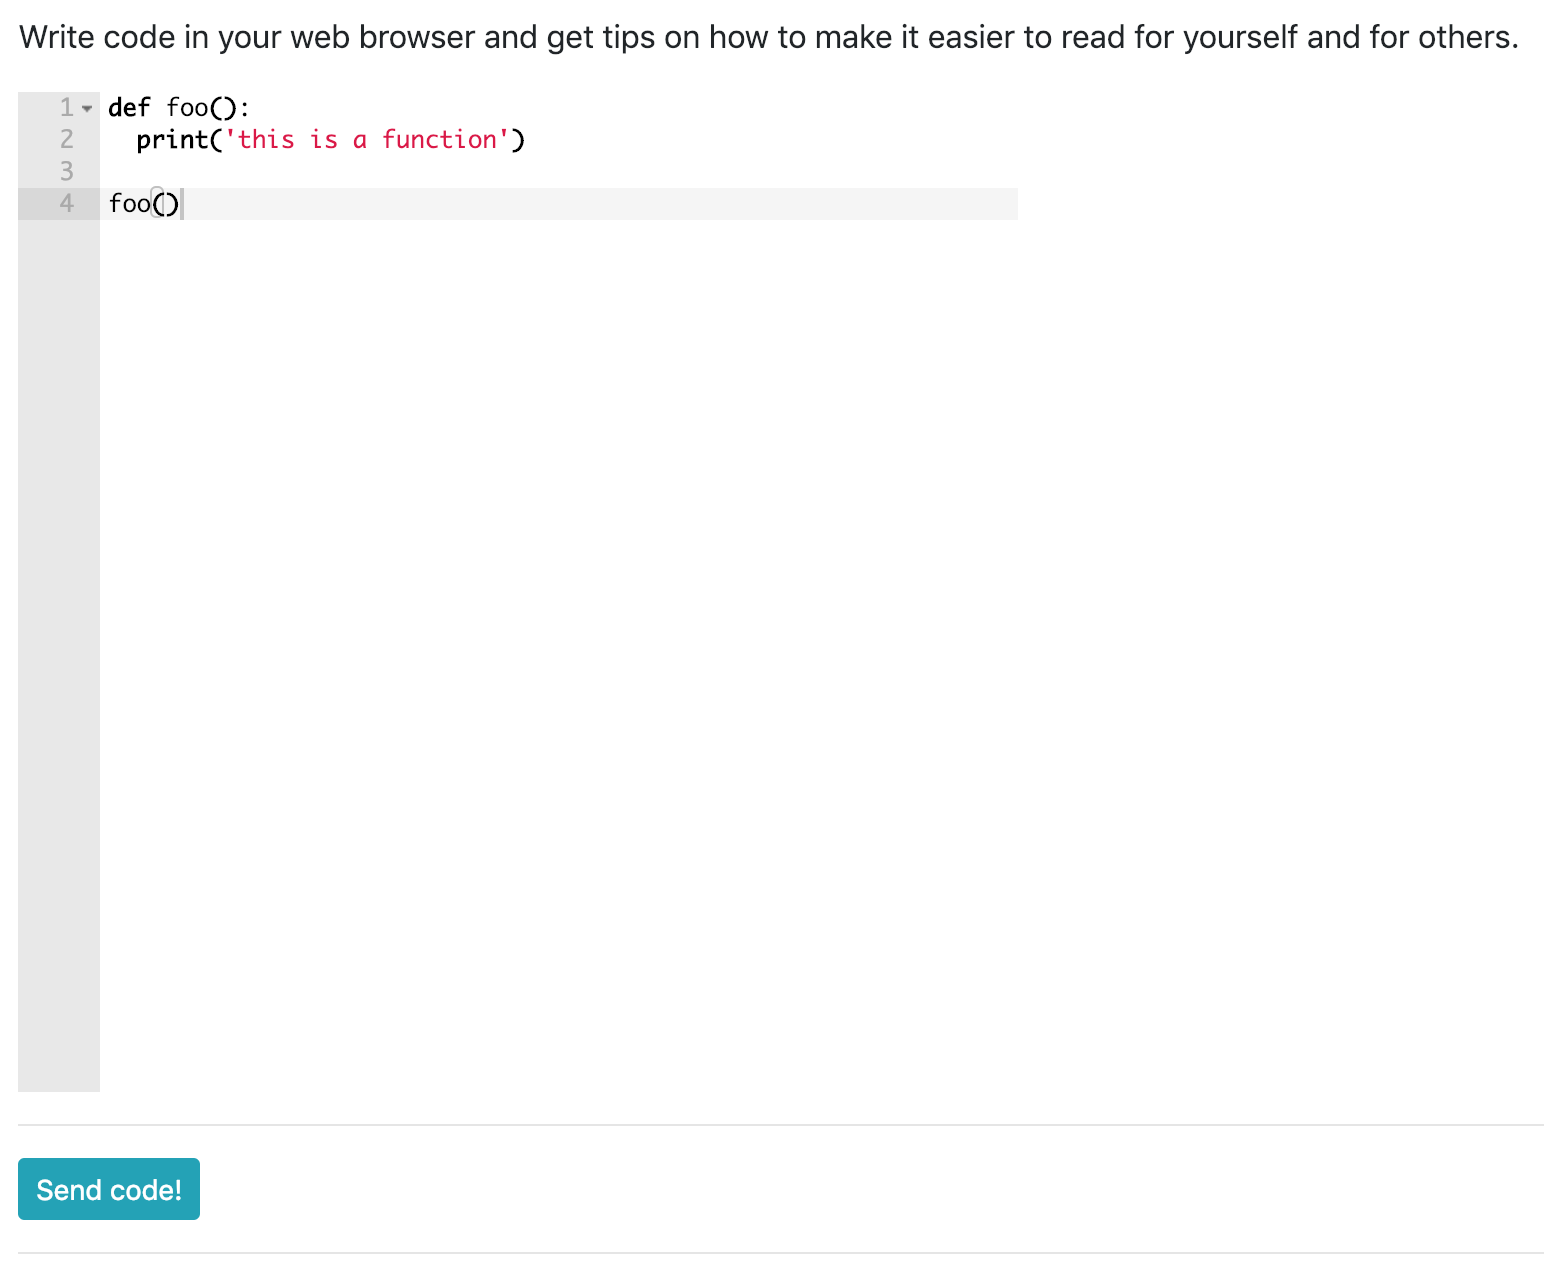 Write code in your web browser and get tips on how to make it easier to read for yourself and for others.
1 def foo():
2   print('this is a function')
3
4 foo()
Send code!